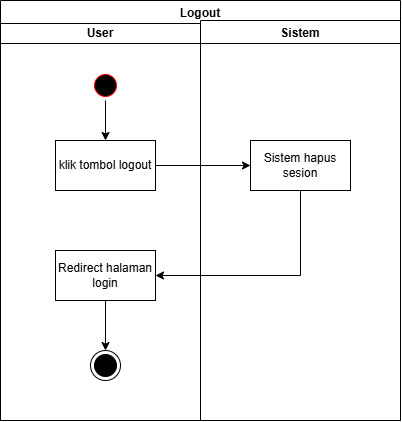 Logout
User
Sistem
klik tombol logout
Sistem hapus
sesion
Redirect halaman
login